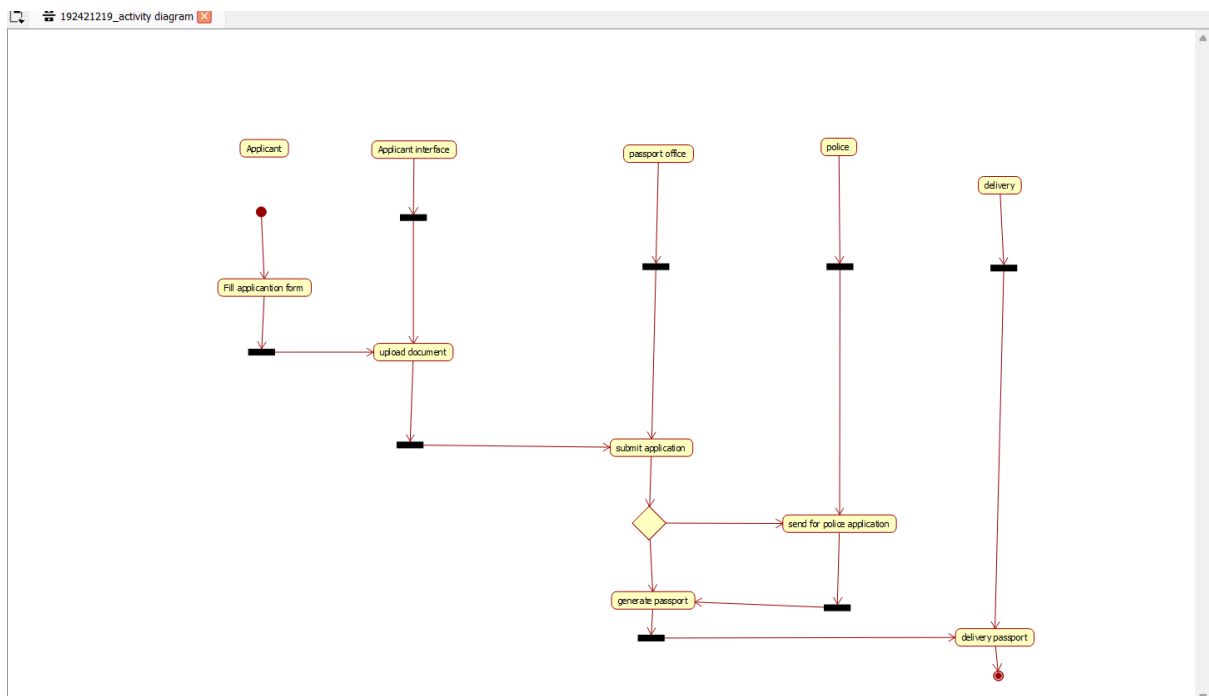 192421219_activity diagram
Applicant
Applicant interface
passport office
police
delivery
Fill applicantion form
upload document
submit application
send for police application
generate passport
delivery passport